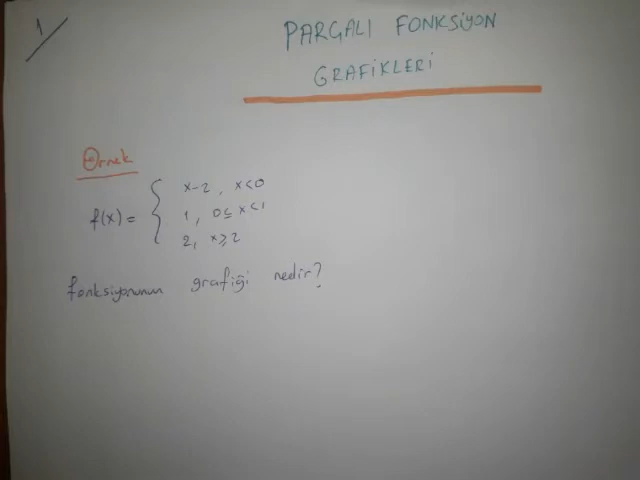 1
PARÇALI FONKSİYON
GRAFİKLERİ
Örnek
f(x) = { x-2, x<0
1, 0≤x<1
2, x≥2
fonksiyonunun grafiği nedir?